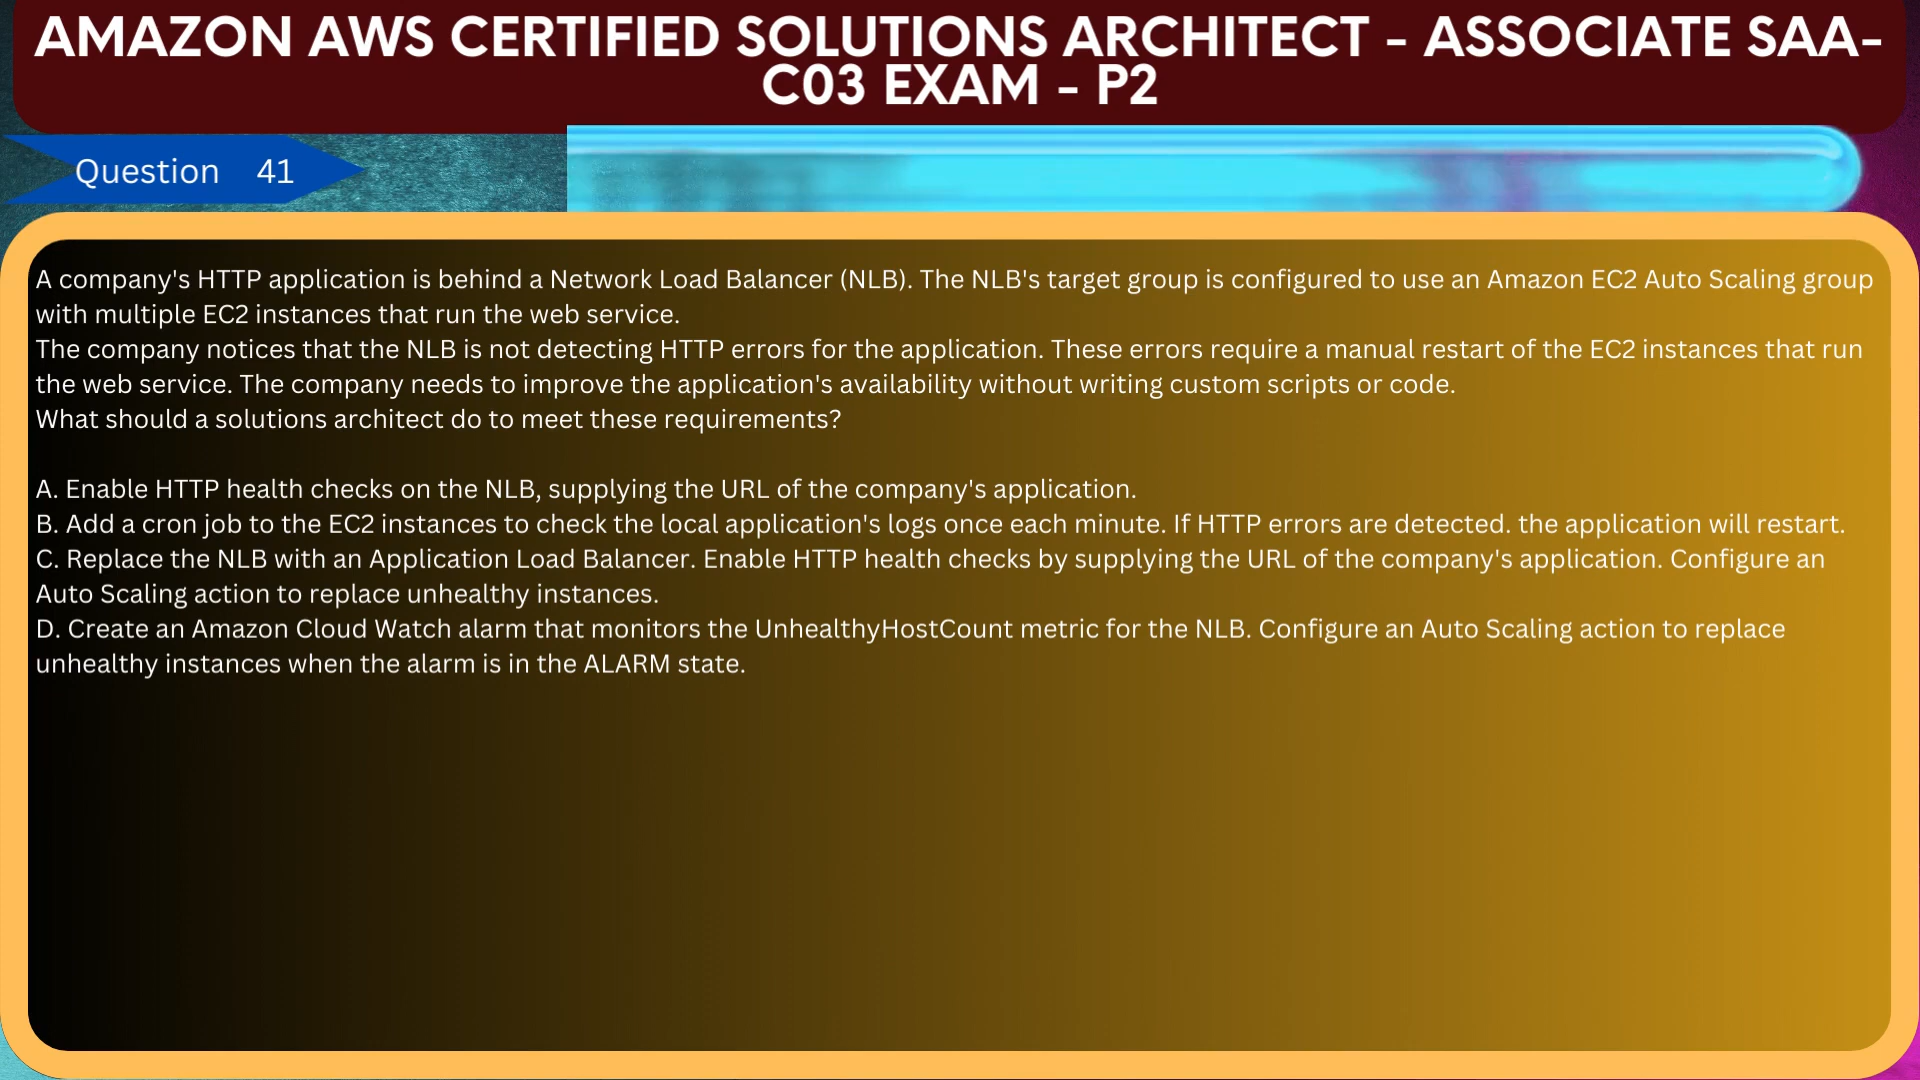 AMAZON AWS CERTIFIED SOLUTIONS ARCHITECT - ASSOCIATE SAA-
C03 EXAM - P2
Question 41
A company's HTTP application is behind a Network Load Balancer (NLB). The NLB's target group is configured to use an Amazon EC2 Auto Scaling group
with multiple EC2 instances that run the web service.
The company notices that the NLB is not detecting HTTP errors for the application. These errors require a manual restart of the EC2 instances that run
the web service. The company needs to improve the application's availability without writing custom scripts or code.
What should a solutions architect do to meet these requirements?
A. Enable HTTP health checks on the NLB, supplying the URL of the company's application.
B. Add a cron job to the EC2 instances to check the local application's logs once each minute. If HTTP errors are detected. the application will restart.
C. Replace the NLB with an Application Load Balancer. Enable HTTP health checks by supplying the URL of the company's application. Configure an
Auto Scaling action to replace unhealthy instances.
D. Create an Amazon Cloud Watch alarm that monitors the UnhealthyHostCount metric for the NLB. Configure an Auto Scaling action to replace
unhealthy instances when the alarm is in the ALARM state.